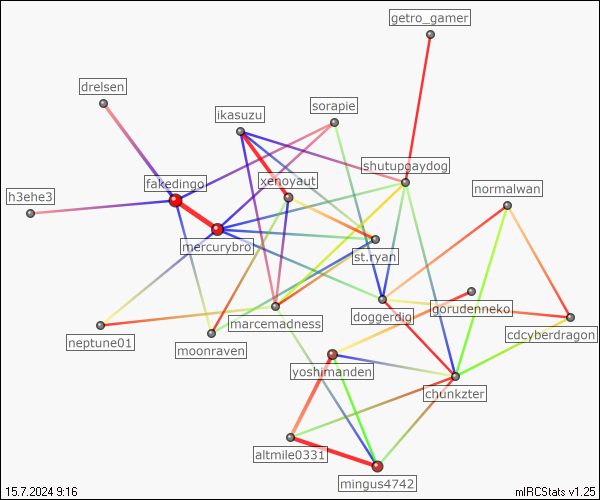 getro_gamer
drelsen
sorapie
ikasuzu
shutupgaydog
xenoyaut
fakedingo
normalwan
h3ehe3
mercurybro
st.ryan
gorudenneko
doggerdig
marcemadness
cdcyberdragon
neptune01
moonraven
yoshimanden
chunkzter
altmile0331
mingus4742
15.7.2024 9:16
mIRCStats v1.25